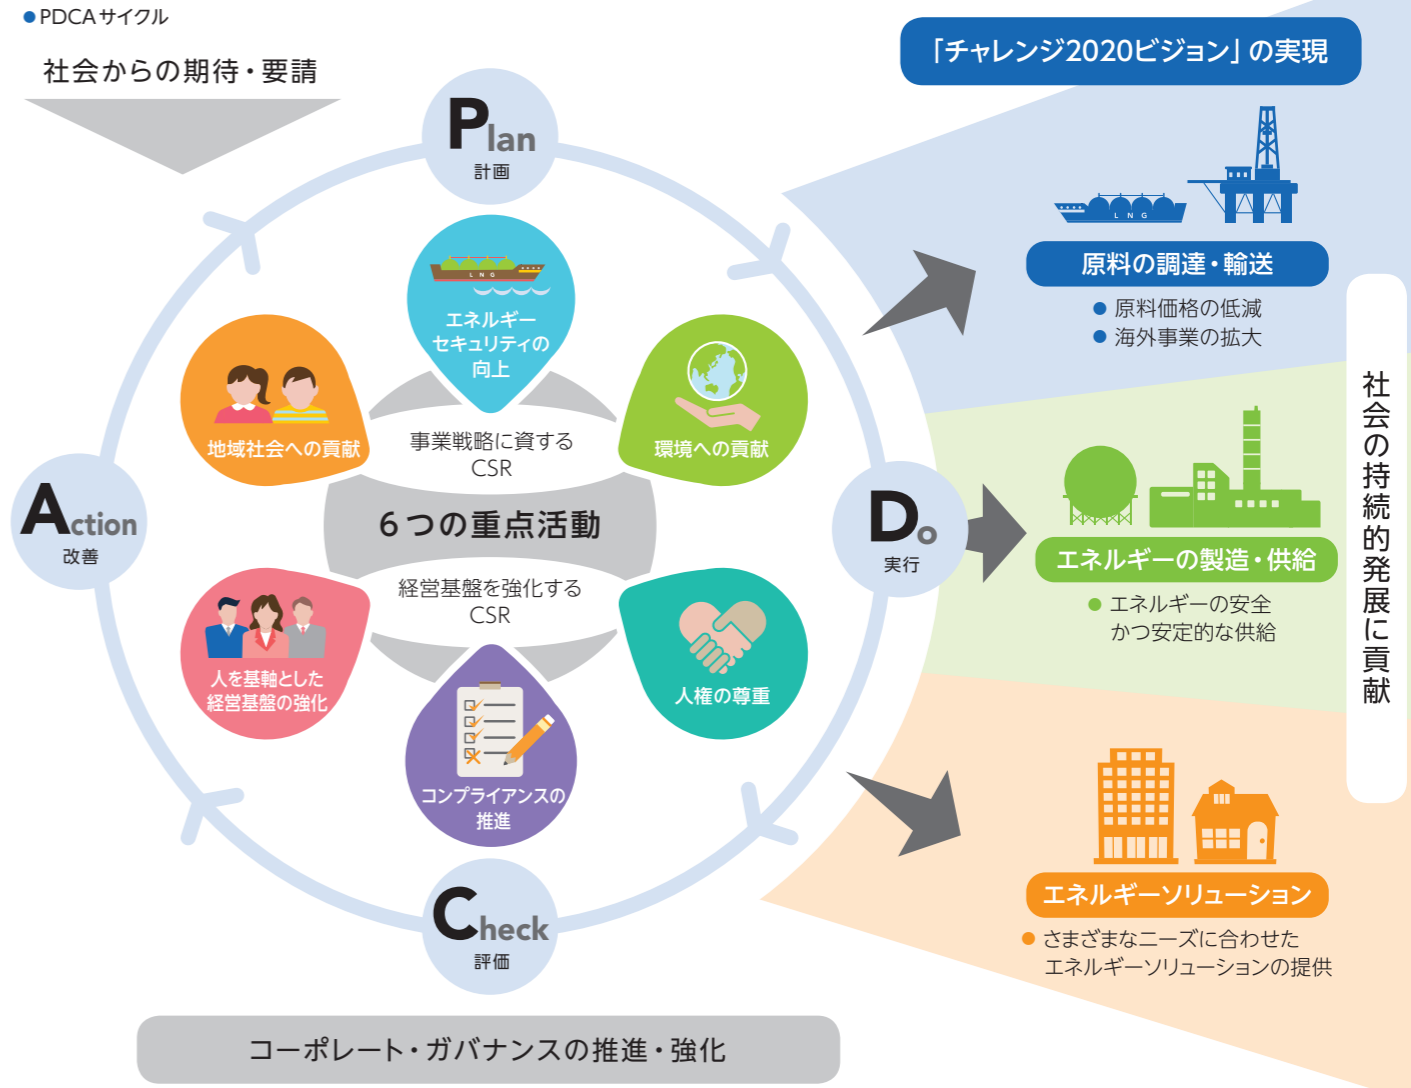 ●PDCAサイクル
社会からの期待・要請
Plan
計画
エネルギー
セキュリティの
向上
地域社会への貢献
環境への貢献
事業戦略に資する
CSR
6つの重点活動
経営基盤を強化する
CSR
人を基軸とした
経営基盤の強化
人権の尊重
コンプライアンスの
推進
Action
改善
Do
実行
Check
評価
コーポレート・ガバナンスの推進・強化
「チャレンジ2020ビジョン」の実現
LNG
LNG
原料の調達・輸送
●原料価格の低減
●海外事業の拡大
エネルギーの製造・供給
●エネルギーの安全
かつ安定的な供給
エネルギーソリューション
●さまざまなニーズに合わせた
エネルギーソリューションの提供
社会の持続的発展に貢献